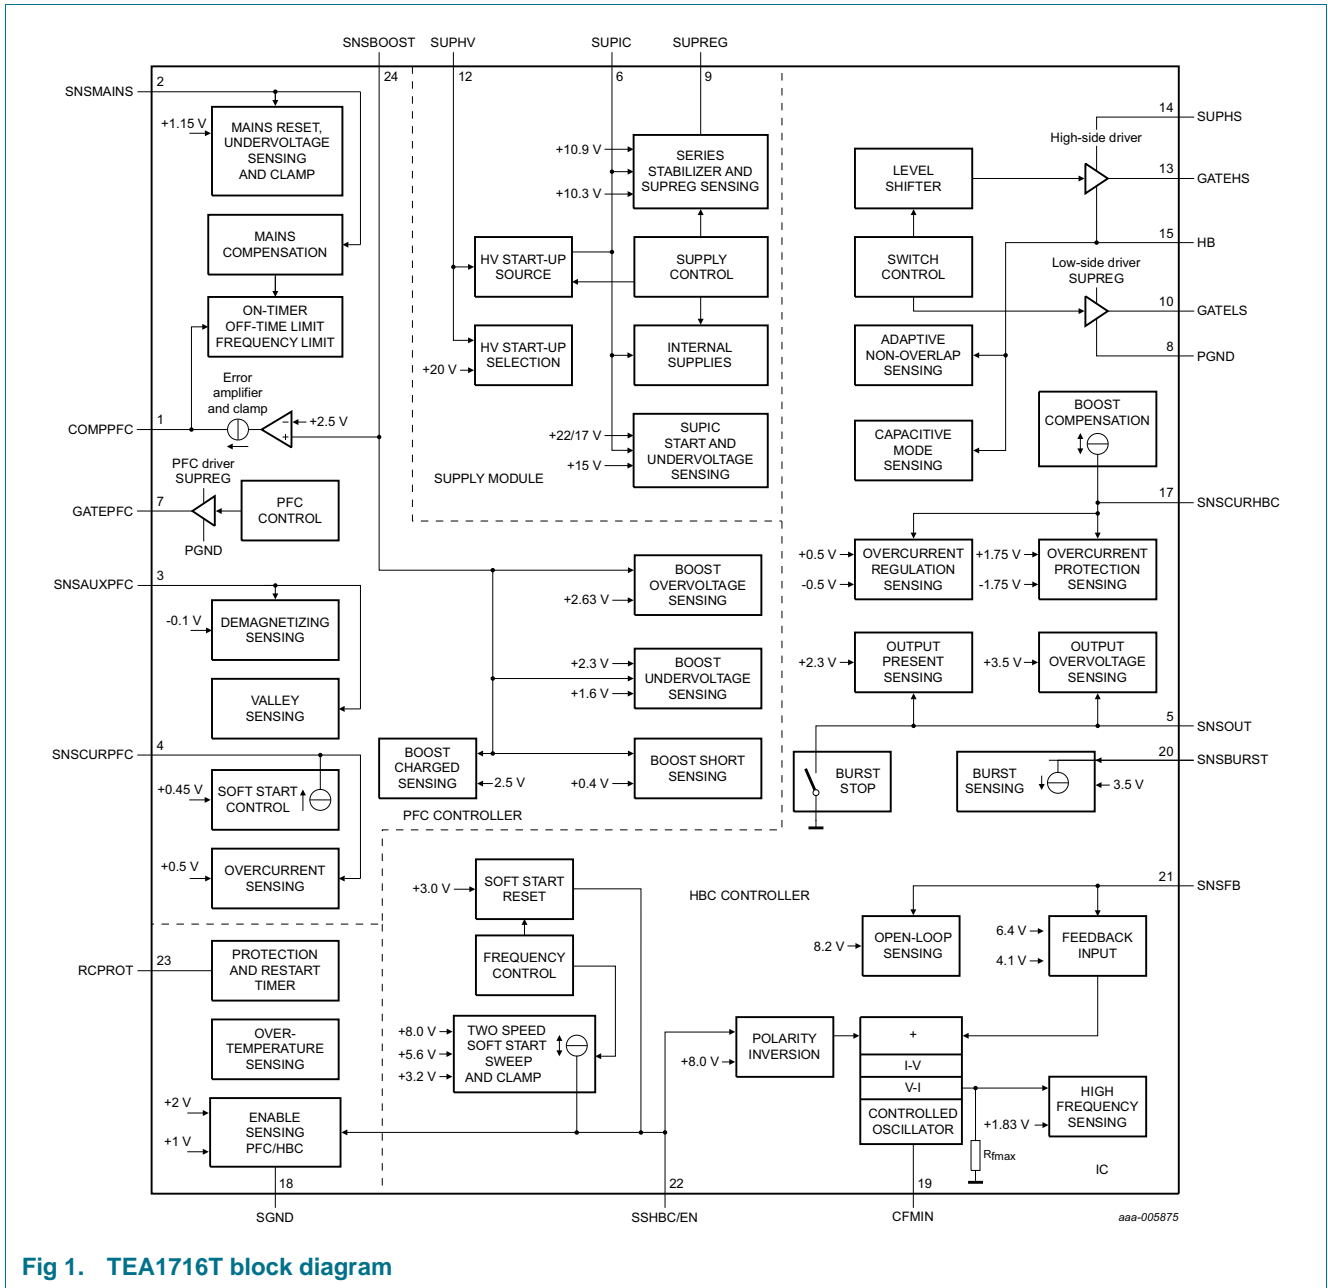 SNSBOOST
SUPHV
SUPIC
SUPREG
24
12
6
9
SNSMAINS
2
+1.15 V
MAINS RESET,
UNDERVOLTAGE
SENSING
AND CLAMP
MAINS
COMPENSATION
ON-TIMER
OFF-TIME LIMIT
FREQUENCY LIMIT
Error
amplifier
and clamp
COMPPFC
1
−
+
+2.5 V
PFC driver
SUPREG
GATEPFC
7
PFC
CONTROL
PGND
SNSAUXPFC
3
-0.1 V
DEMAGNETIZING
SENSING
VALLEY
SENSING
SNSCURPFC
4
+0.45 V
SOFT START
CONTROL
+0.5 V
OVERCURRENT
SENSING
RCPROT
23
PROTECTION
AND RESTART
TIMER
OVER-
TEMPERATURE
SENSING
+2 V
+1 V
ENABLE
SENSING
PFC/HBC
18
SGND
+10.9 V
+10.3 V
SERIES
STABILIZER AND
SUPREG SENSING
HV START-UP
SOURCE
SUPPLY
CONTROL
HV START-UP
SELECTION
+20 V
INTERNAL
SUPPLIES
+22/17 V
+15 V
SUPIC
START AND
UNDERVOLTAGE
SENSING
SUPPLY MODULE
BOOST
OVERVOLTAGE
SENSING
+2.63 V
+2.3 V
+1.6 V
BOOST
UNDERVOLTAGE
SENSING
BOOST
CHARGED
SENSING
2.5 V
BOOST SHORT
SENSING
+0.4 V
PFC CONTROLLER
14
SUPHS
High-side driver
LEVEL
SHIFTER
13
GATEHS
15
HB
SWITCH
CONTROL
Low-side driver
SUPREG
10
GATELS
8
PGND
ADAPTIVE
NON-OVERLAP
SENSING
BOOST
COMPENSATION
CAPACITIVE
MODE
SENSING
17
SNSCURHBC
+0.5 V
-0.5 V
OVERCURRENT
REGULATION
SENSING
+1.75 V
-1.75 V
OVERCURRENT
PROTECTION
SENSING
+2.3 V
OUTPUT
PRESENT
SENSING
+3.5 V
OUTPUT
OVERVOLTAGE
SENSING
5
SNSOUT
BURST
STOP
20
SNSBURST
BURST
SENSING
3.5 V
+3.0 V
SOFT START
RESET
HBC CONTROLLER
21
SNSFB
8.2 V
OPEN-LOOP
SENSING
6.4 V
4.1 V
FEEDBACK
INPUT
FREQUENCY
CONTROL
+8.0 V
+5.6 V
+3.2 V
TWO SPEED
SOFT START
SWEEP
AND CLAMP
POLARITY
INVERSION
+8.0 V
+
I-V
V-I
CONTROLLED
OSCILLATOR
HIGH
FREQUENCY
SENSING
+1.83 V
Rfmax
IC
22
19
SSHBC/EN
CFMIN
aaa-005875
Fig 1. TEA1716T block diagram